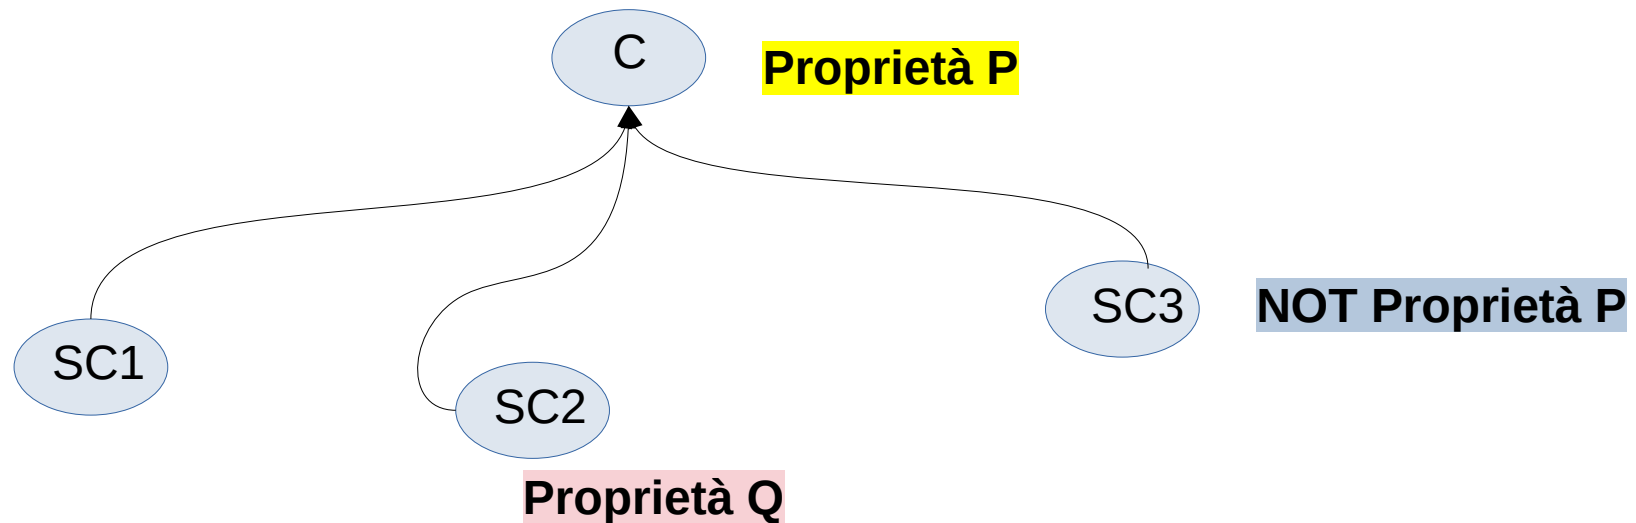 C
Proprietà P
SC1
SC2
SC3
NOT Proprietà P
Proprietà Q